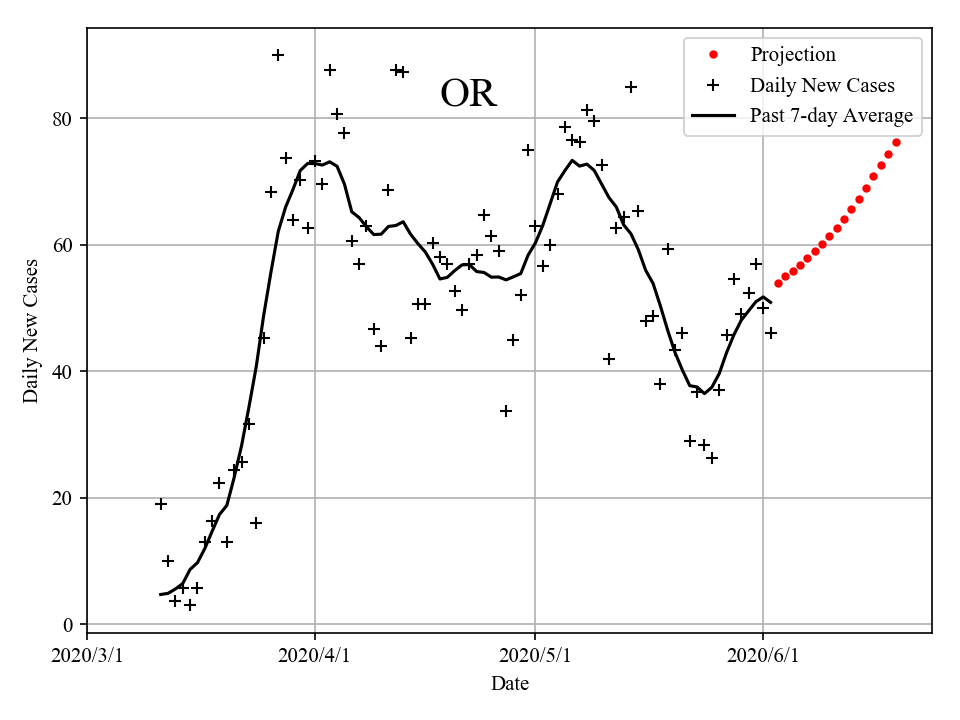 OR
Projection
Daily New Cases
Past 7-day Average
Daily New Cases
80
60
40
20
0
2020/3/1 2020/4/1 2020/5/1 2020/6/1
Date